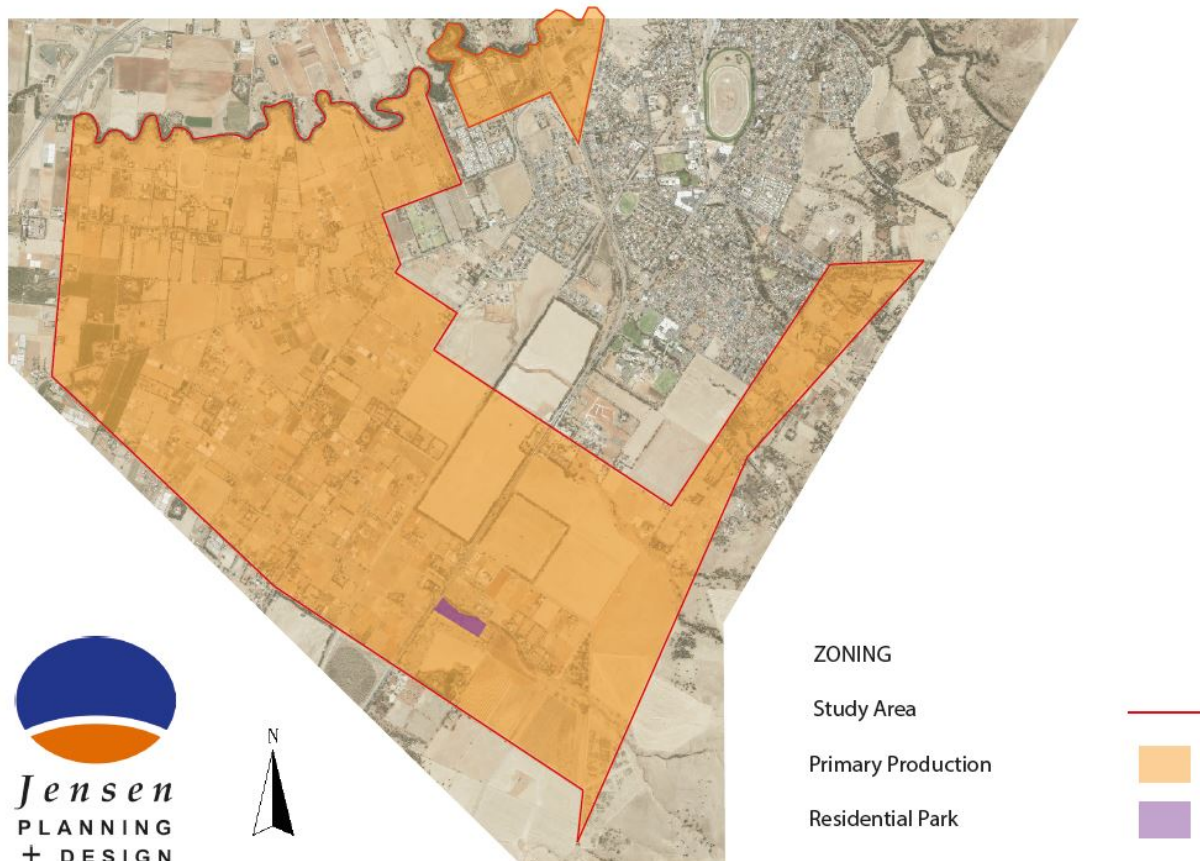 N
ZONING
Study Area
Primary Production
Residential Park
Jensen
PLANNING
+ DESIGN